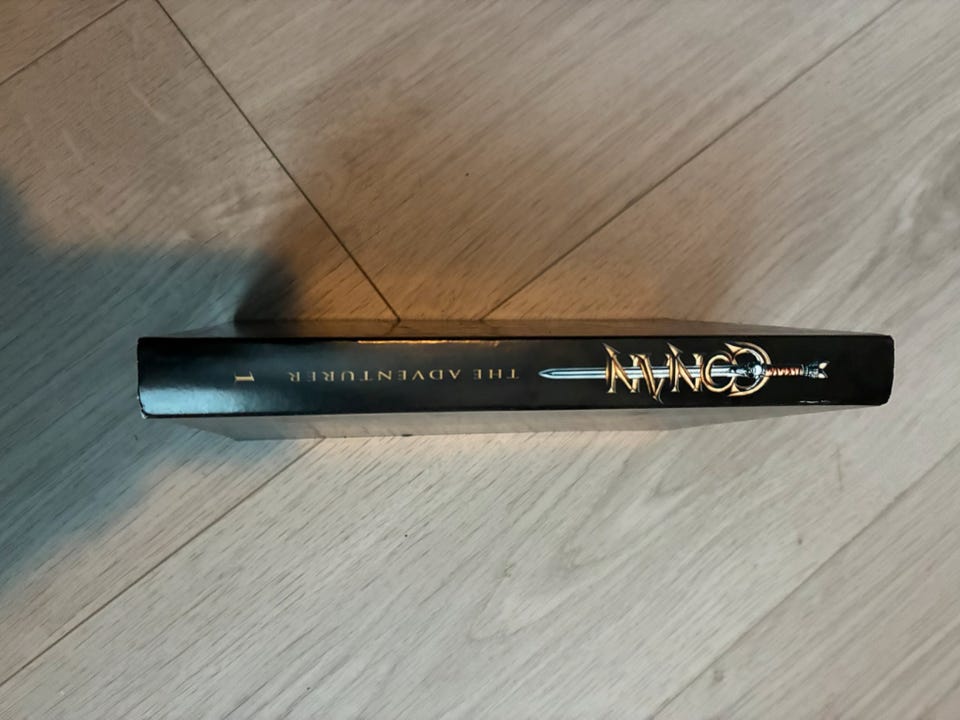 CONAN
THE ADVENTURER
1